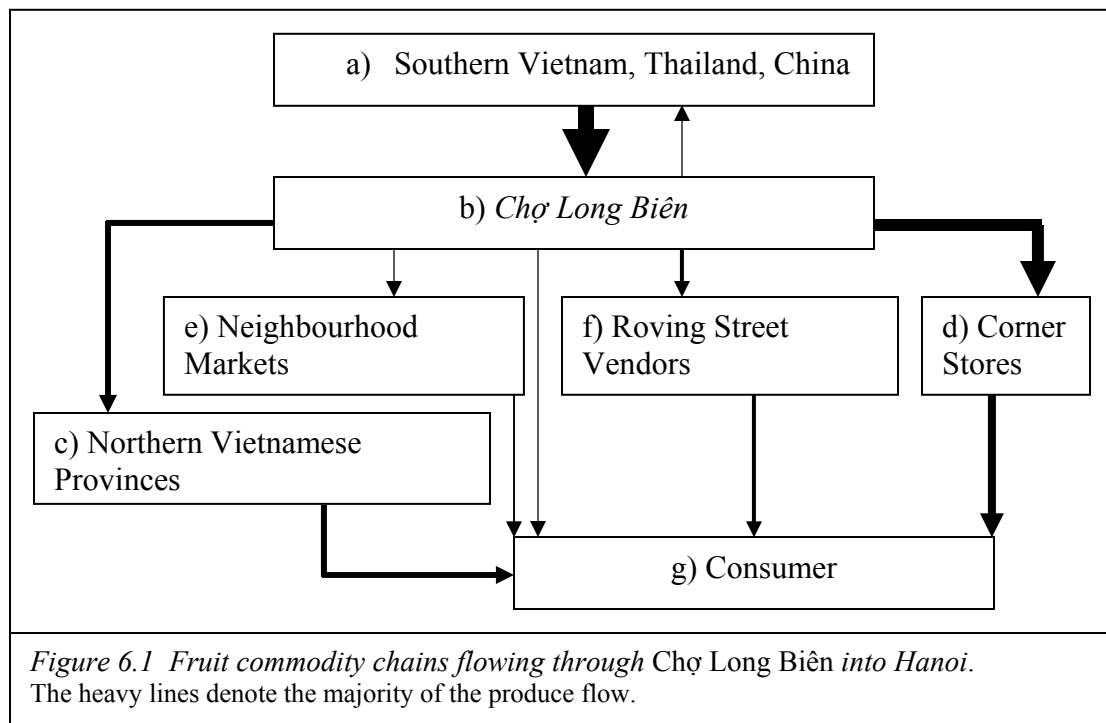 a) Southern Vietnam, Thailand, China
b) Chợ Long Biên
e) Neighbourhood
Markets
f) Roving Street
Vendors
d) Corner
Stores
c) Northern Vietnamese
Provinces
g) Consumer
Figure 6.1 Fruit commodity chains flowing through Chợ Long Biên into Hanoi.
The heavy lines denote the majority of the produce flow.